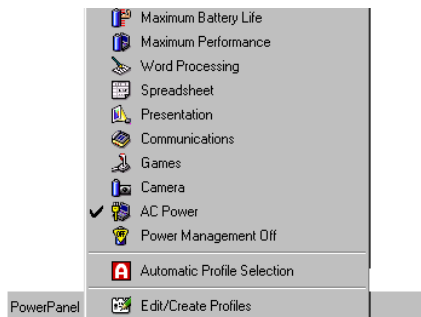 Maximum Battery Life
Maximum Performance
Word Processing
Spreadsheet
Presentation
Communications
Games
Camera
AC Power
Power Management Off
Automatic Profile Selection
PowerPanel Edit/Create Profiles